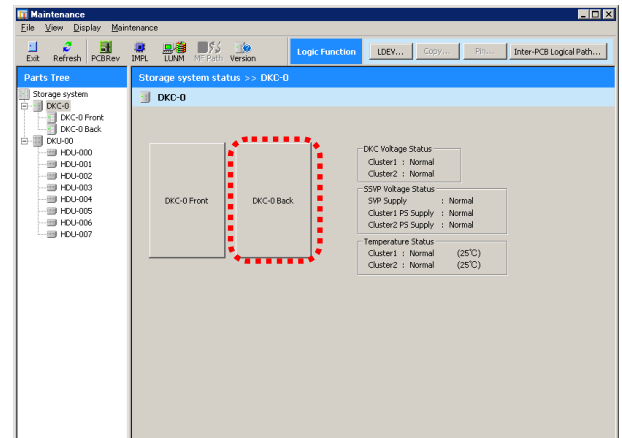 Maintenance
File View Display Maintenance
Exit Refresh PCBRev IMPL LUNM MF Path Version Logic Function LDEV... Copy... Pin... Inter-PCB Logical Path...
Parts Tree
Storage system status >> DKC-0
Storage system
DKC-0
DKC-0 Front
DKC-0 Back
DKU-00
HDU-000
HDU-001
HDU-002
HDU-003
HDU-004
HDU-005
HDU-006
HDU-007
DKC-0
DKC-0 Front
DKC-0 Back
DKC Voltage Status
Cluster1 : Normal
Cluster2 : Normal
SSVP Voltage Status
SVP Supply : Normal
Cluster1 PS Supply : Normal
Cluster2 PS Supply : Normal
Temperature Status
Cluster1 : Normal (25℃)
Cluster2 : Normal (25℃)